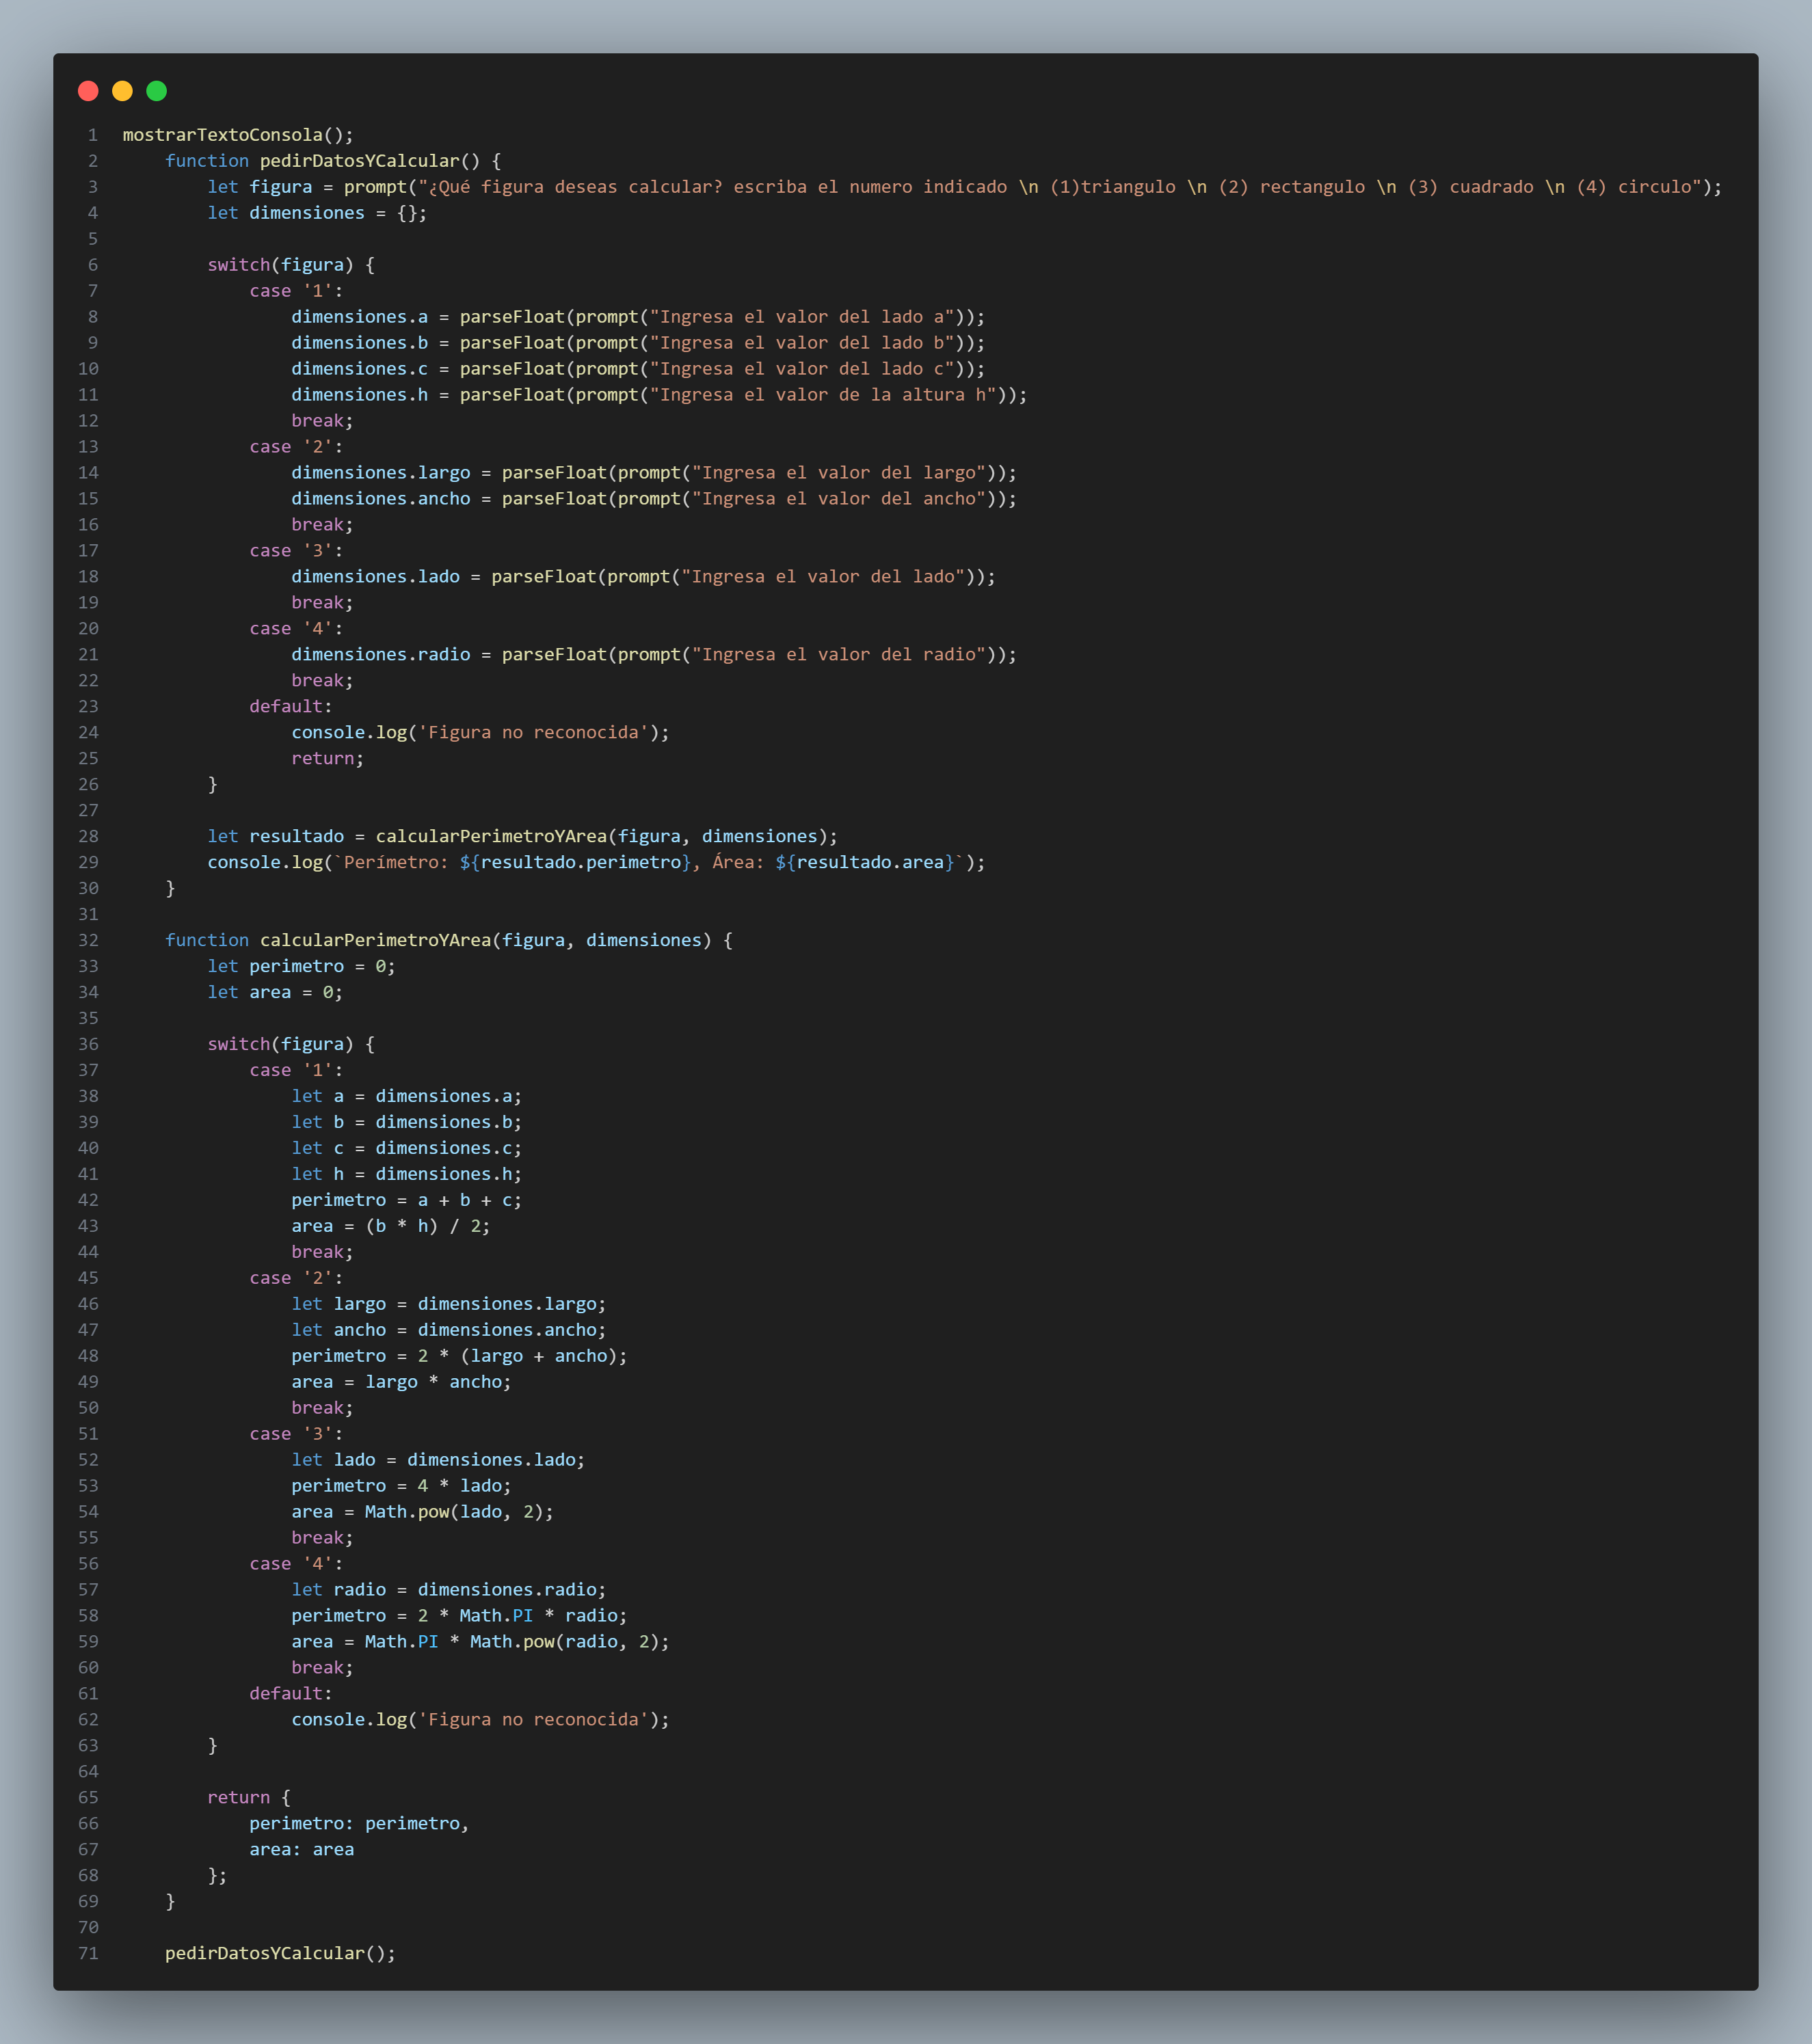 1 mostrarTextoConsola();
2     function pedirDatosYCalcular() {
3         let figura = prompt("¿Qué figura deseas calcular? escriba el numero indicado \n (1)triangulo \n (2) rectangulo \n (3) cuadrado \n (4) circulo");
4         let dimensiones = {};
5
6         switch(figura) {
7             case '1':
8                 dimensiones.a = parseFloat(prompt("Ingresa el valor del lado a"));
9                 dimensiones.b = parseFloat(prompt("Ingresa el valor del lado b"));
10                 dimensiones.c = parseFloat(prompt("Ingresa el valor del lado c"));
11                 dimensiones.h = parseFloat(prompt("Ingresa el valor de la altura h"));
12                 break;
13             case '2':
14                 dimensiones.largo = parseFloat(prompt("Ingresa el valor del largo"));
15                 dimensiones.ancho = parseFloat(prompt("Ingresa el valor del ancho"));
16                 break;
17             case '3':
18                 dimensiones.lado = parseFloat(prompt("Ingresa el valor del lado"));
19                 break;
20             case '4':
21                 dimensiones.radio = parseFloat(prompt("Ingresa el valor del radio"));
22                 break;
23             default:
24                 console.log('Figura no reconocida');
25                 return;
26         }
27
28         let resultado = calcularPerimetroYArea(figura, dimensiones);
29         console.log(`Perímetro: ${resultado.perimetro}, Área: ${resultado.area}`);
30     }
31
32     function calcularPerimetroYArea(figura, dimensiones) {
33         let perimetro = 0;
34         let area = 0;
35
36         switch(figura) {
37             case '1':
38                 let a = dimensiones.a;
39                 let b = dimensiones.b;
40                 let c = dimensiones.c;
41                 let h = dimensiones.h;
42                 perimetro = a + b + c;
43                 area = (b * h) / 2;
44                 break;
45             case '2':
46                 let largo = dimensiones.largo;
47                 let ancho = dimensiones.ancho;
48                 perimetro = 2 * (largo + ancho);
49                 area = largo * ancho;
50                 break;
51             case '3':
52                 let lado = dimensiones.lado;
53                 perimetro = 4 * lado;
54                 area = Math.pow(lado, 2);
55                 break;
56             case '4':
57                 let radio = dimensiones.radio;
58                 perimetro = 2 * Math.PI * radio;
59                 area = Math.PI * Math.pow(radio, 2);
60                 break;
61             default:
62                 console.log('Figura no reconocida');
63         }
64
65         return {
66             perimetro: perimetro,
67             area: area
68         };
69     }
70
71     pedirDatosYCalcular();